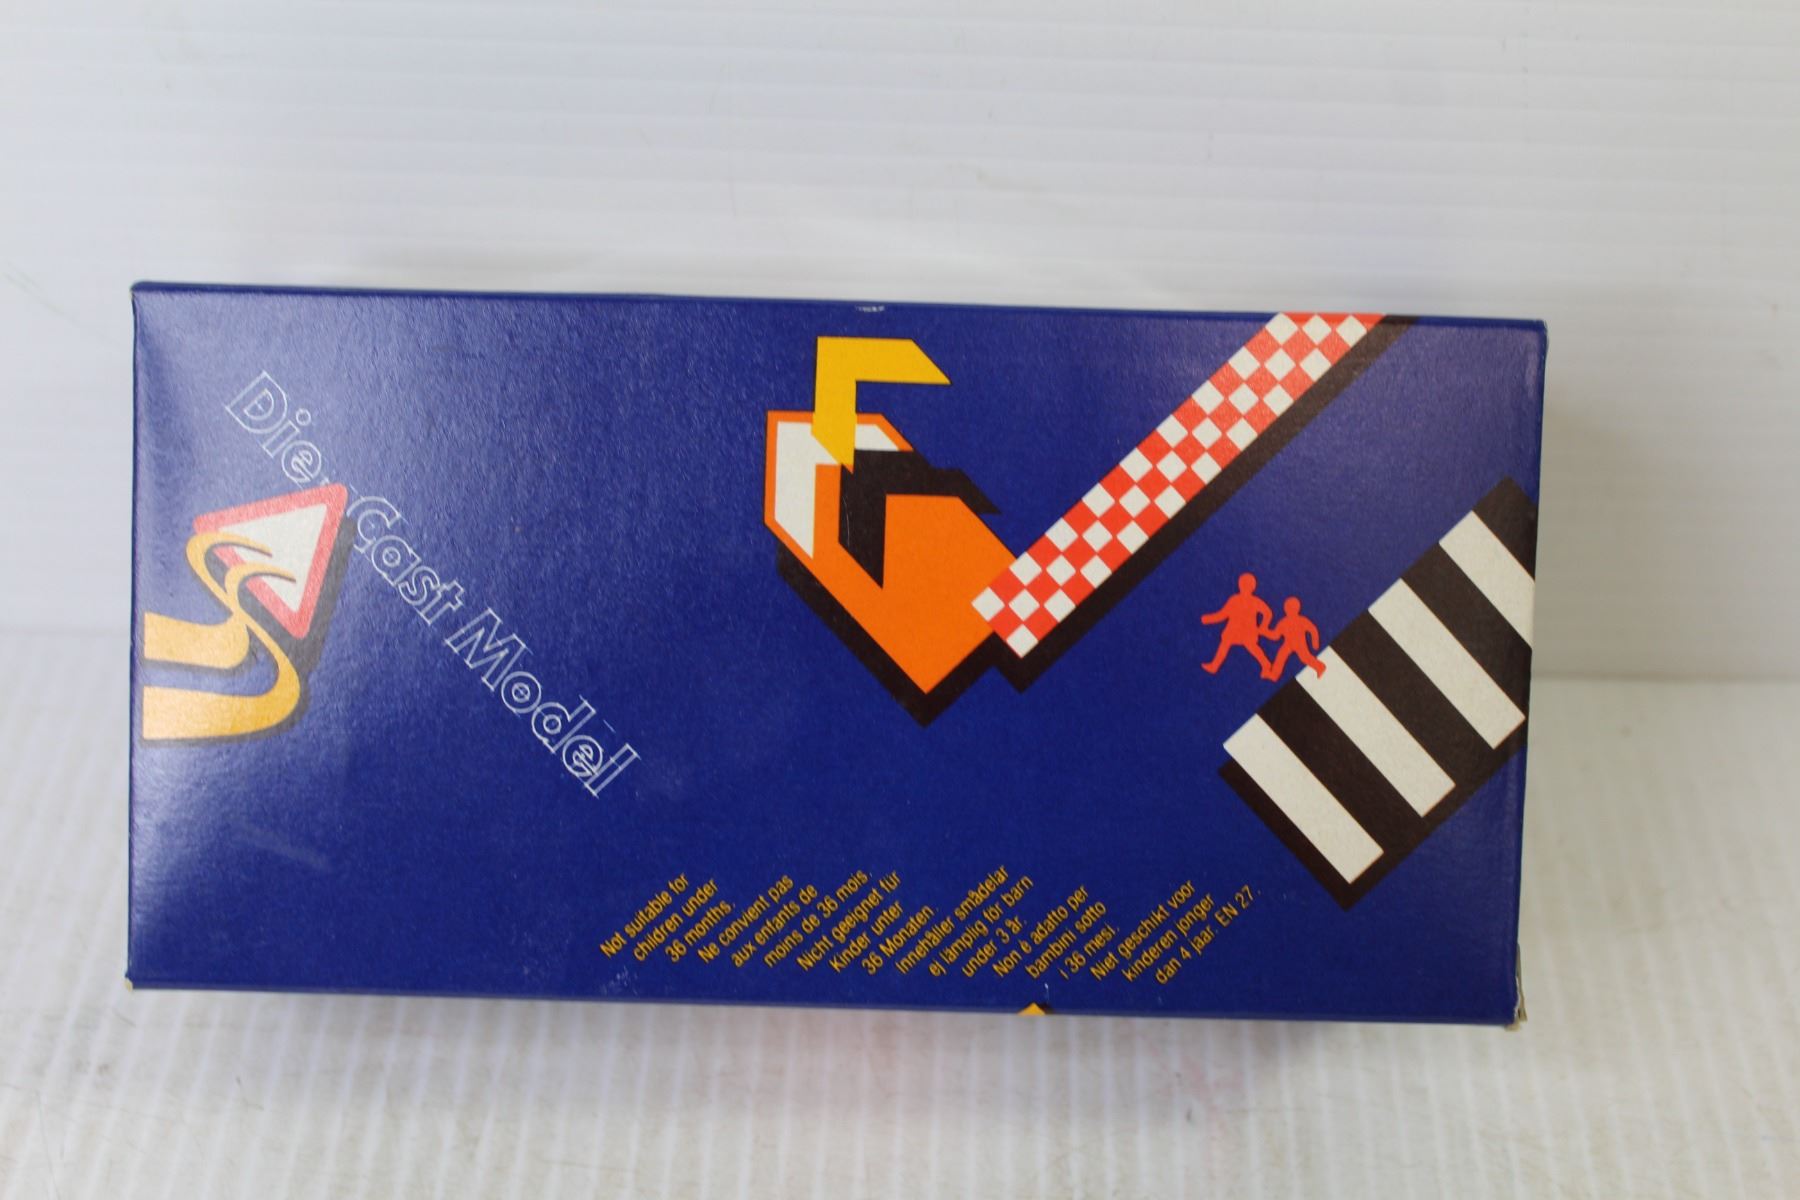 Die-Cast Model
Not suitable for
children under
36 months.
Ne convient pas
aux enfants de
moins de 36 mois.
Nicht geeignet für
Kinder unter
36 Monaten.
innehåller smådelar
ej lämplig för barn
under 3 år.
Non è adatto per
bambini sotto
i 36 mesi.
Niet geschikt voor
kinderen jonger
dan 4 jaar. EN 27.